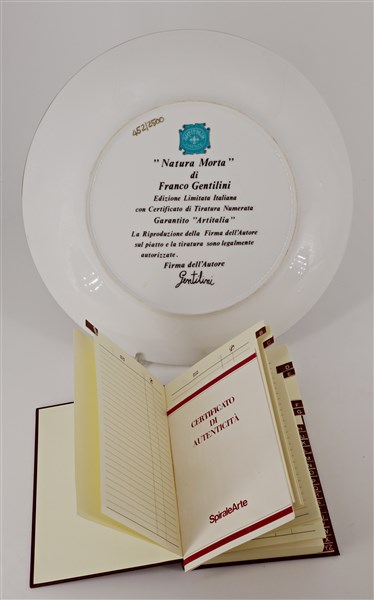 452/2500
"Natura Morta"
di
Franco Gentilini
Edizione Limitata Italiana
con Certificato di Tiratura Numerata
Garantito "Artitalia"
La Riproduzione della Firma dell'Autore
sul piatto e la tiratura sono legalmente
autorizzate.
Firma dell'Autore
Gentilini
CERTIFICATO
DI
AUTENTICITÀ
SpiraleArte